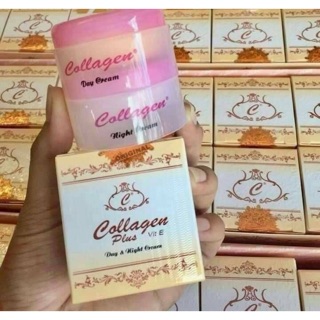 Collagen
Day Cream
Collagen
Night Cream
ORIGINAL
C
Collagen
Plus Vit E
Day & Night Cream